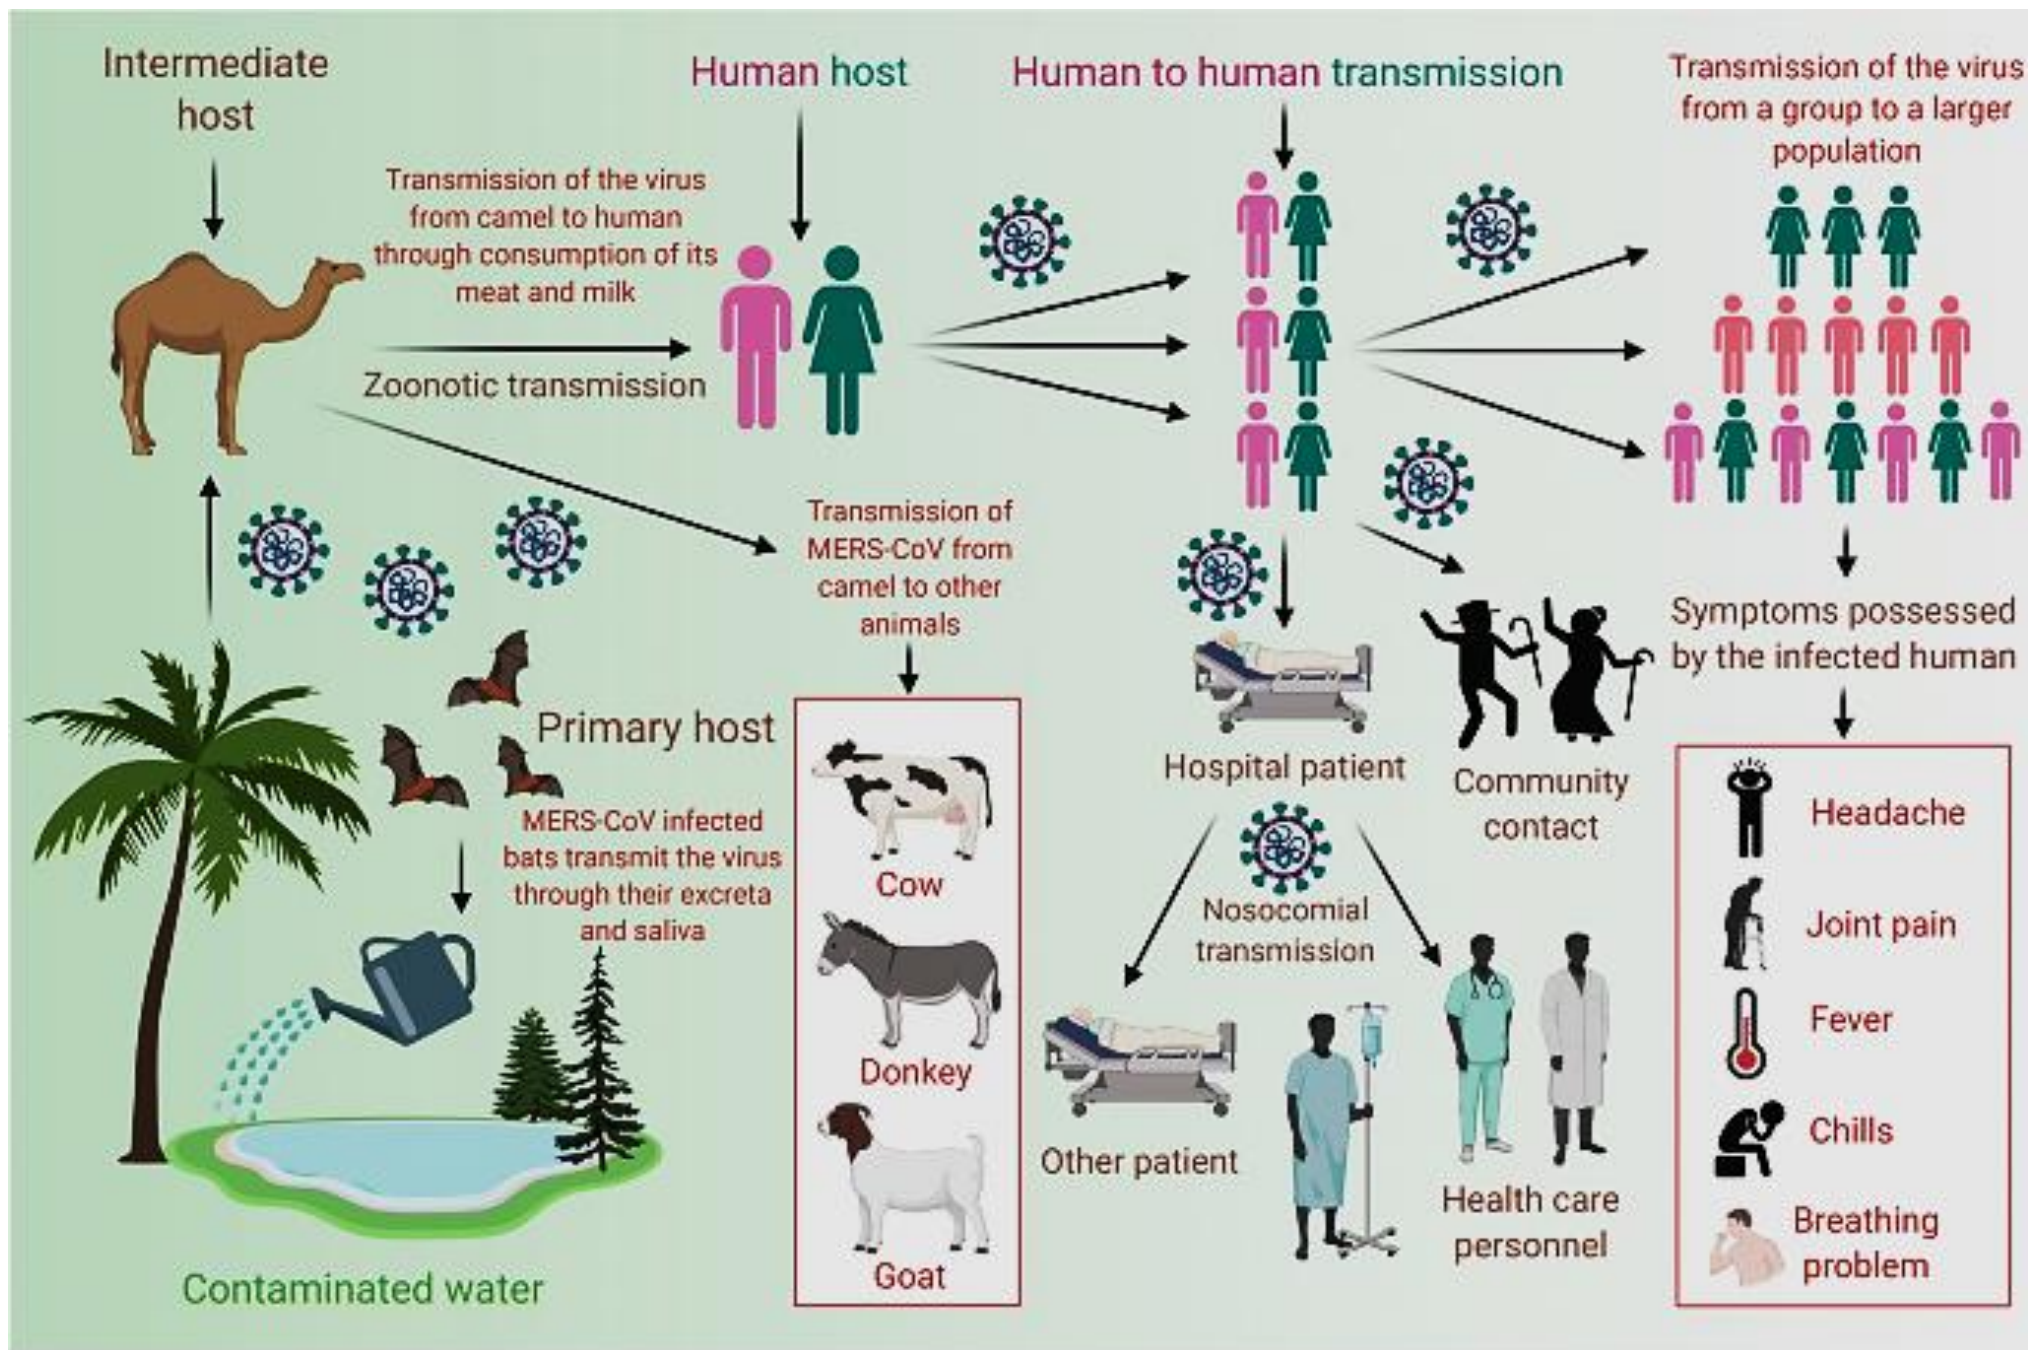 Intermediate
host
Human host
Human to human transmission
Transmission of the virus
from a group to a larger
population
Transmission of the virus
from camel to human
through consumption of its
meat and milk
Zoonotic transmission
Transmission of
MERS-CoV from
camel to other
animals
Symptoms possessed
by the infected human
Primary host
MERS-CoV infected
bats transmit the virus
through their excreta
and saliva
Contaminated water
Cow
Donkey
Goat
Hospital patient
Community
contact
Nosocomial
transmission
Other patient
Health care
personnel
Headache
Joint pain
Fever
Chills
Breathing
problem